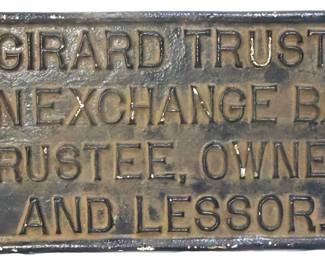 GIRARD TRUST
N EXCHANGE B
RUSTEE, OWNE
AND LESSOR.